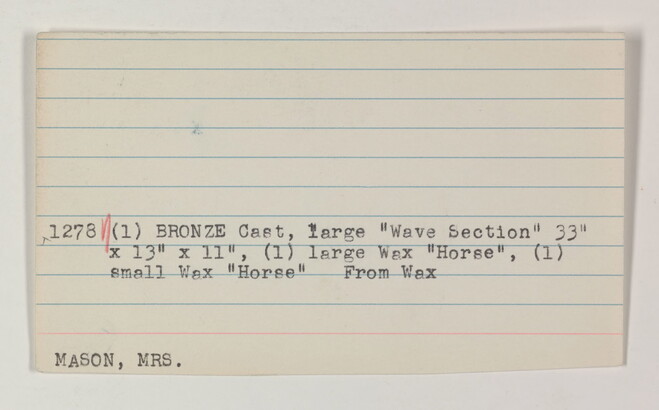 1278 (1) BRONZE Cast, large "Wave Section" 33"
x 13" x 11", (1) large Wax "Horse", (1)
small Wax "Horse" From Wax
MASON, MRS.